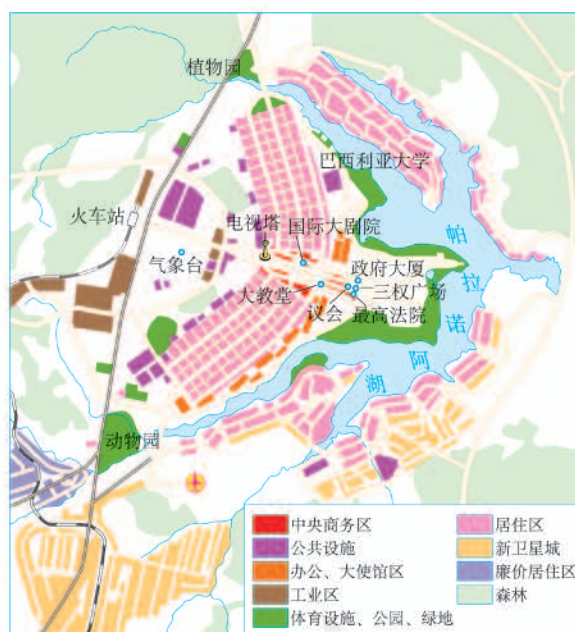 植物园
巴西利亚大学
火车站
电视塔
国际大剧院
帕拉诺阿湖
气象台
政府大厦
大教堂
三权广场
议会
最高法院
动物园
中央商务区
居住区
公共设施
新卫星城
办公、大使馆区
廉价居住区
工业区
森林
体育设施、公园、绿地